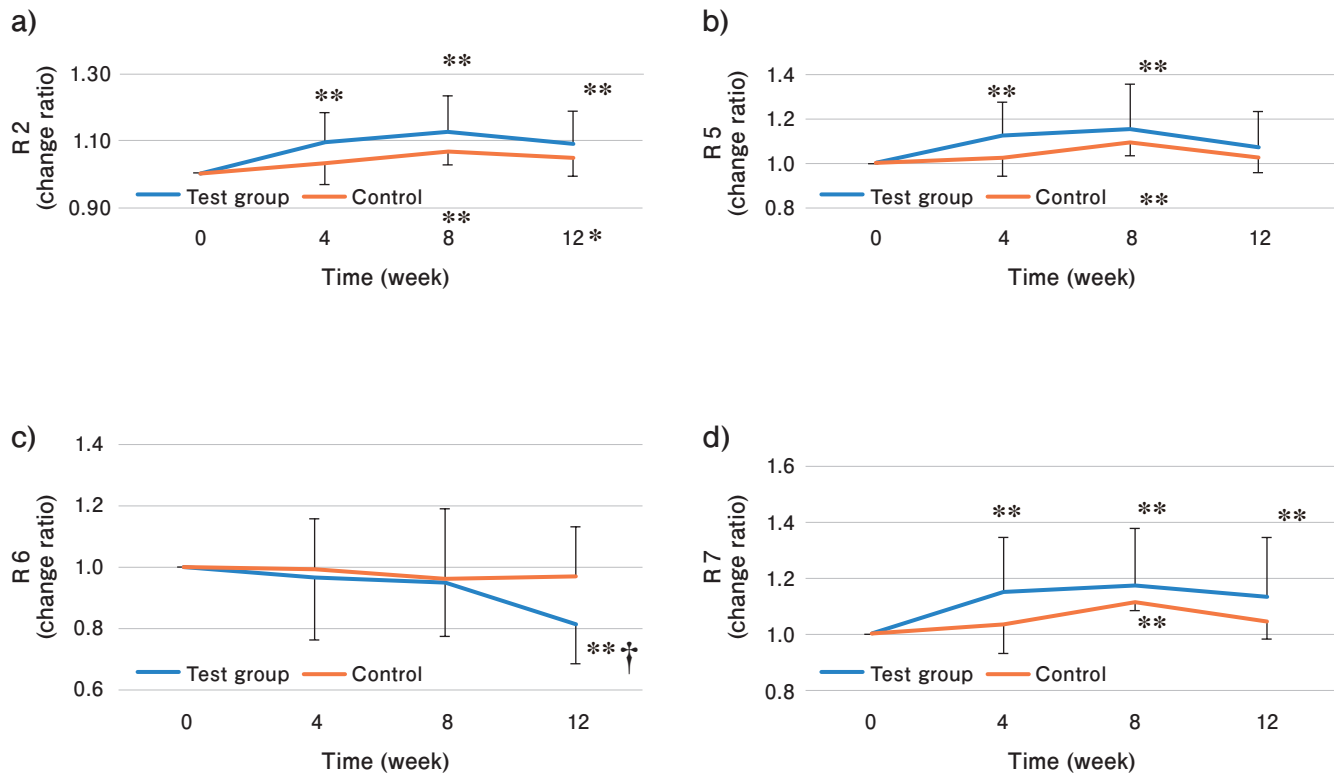 a)
R2
(change ratio)
1.30
1.10
0.90
**
**
**
Test group
Control
**
0
4
8
12*
Time (week)
b)
R5
(change ratio)
1.4
1.2
1.0
0.8
**
**
Test group
Control
**
0
4
8
12
Time (week)
c)
R6
(change ratio)
1.4
1.2
1.0
0.8
0.6
**†
Test group
Control
0
4
8
12
Time (week)
d)
R7
(change ratio)
1.6
1.4
1.2
1.0
0.8
**
**
**
**
Test group
Control
0
4
8
12
Time (week)